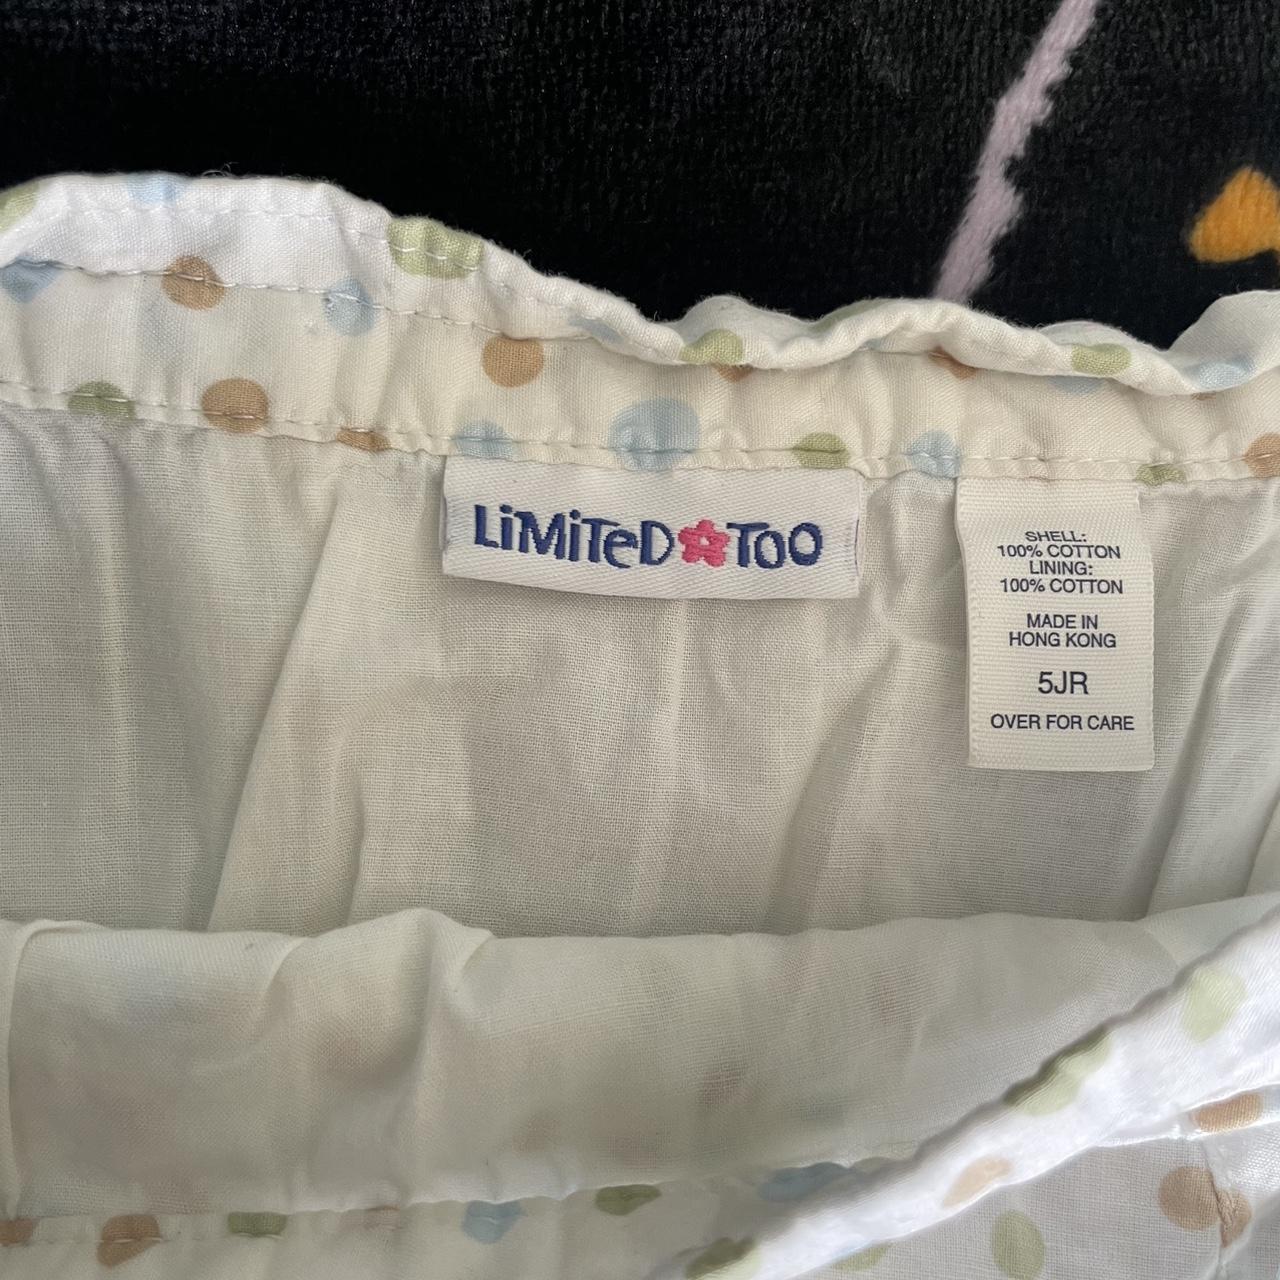 LiMiTeD TOO
SHELL:
100% COTTON
LINING:
100% COTTON
MADE IN
HONG KONG
5JR
OVER FOR CARE